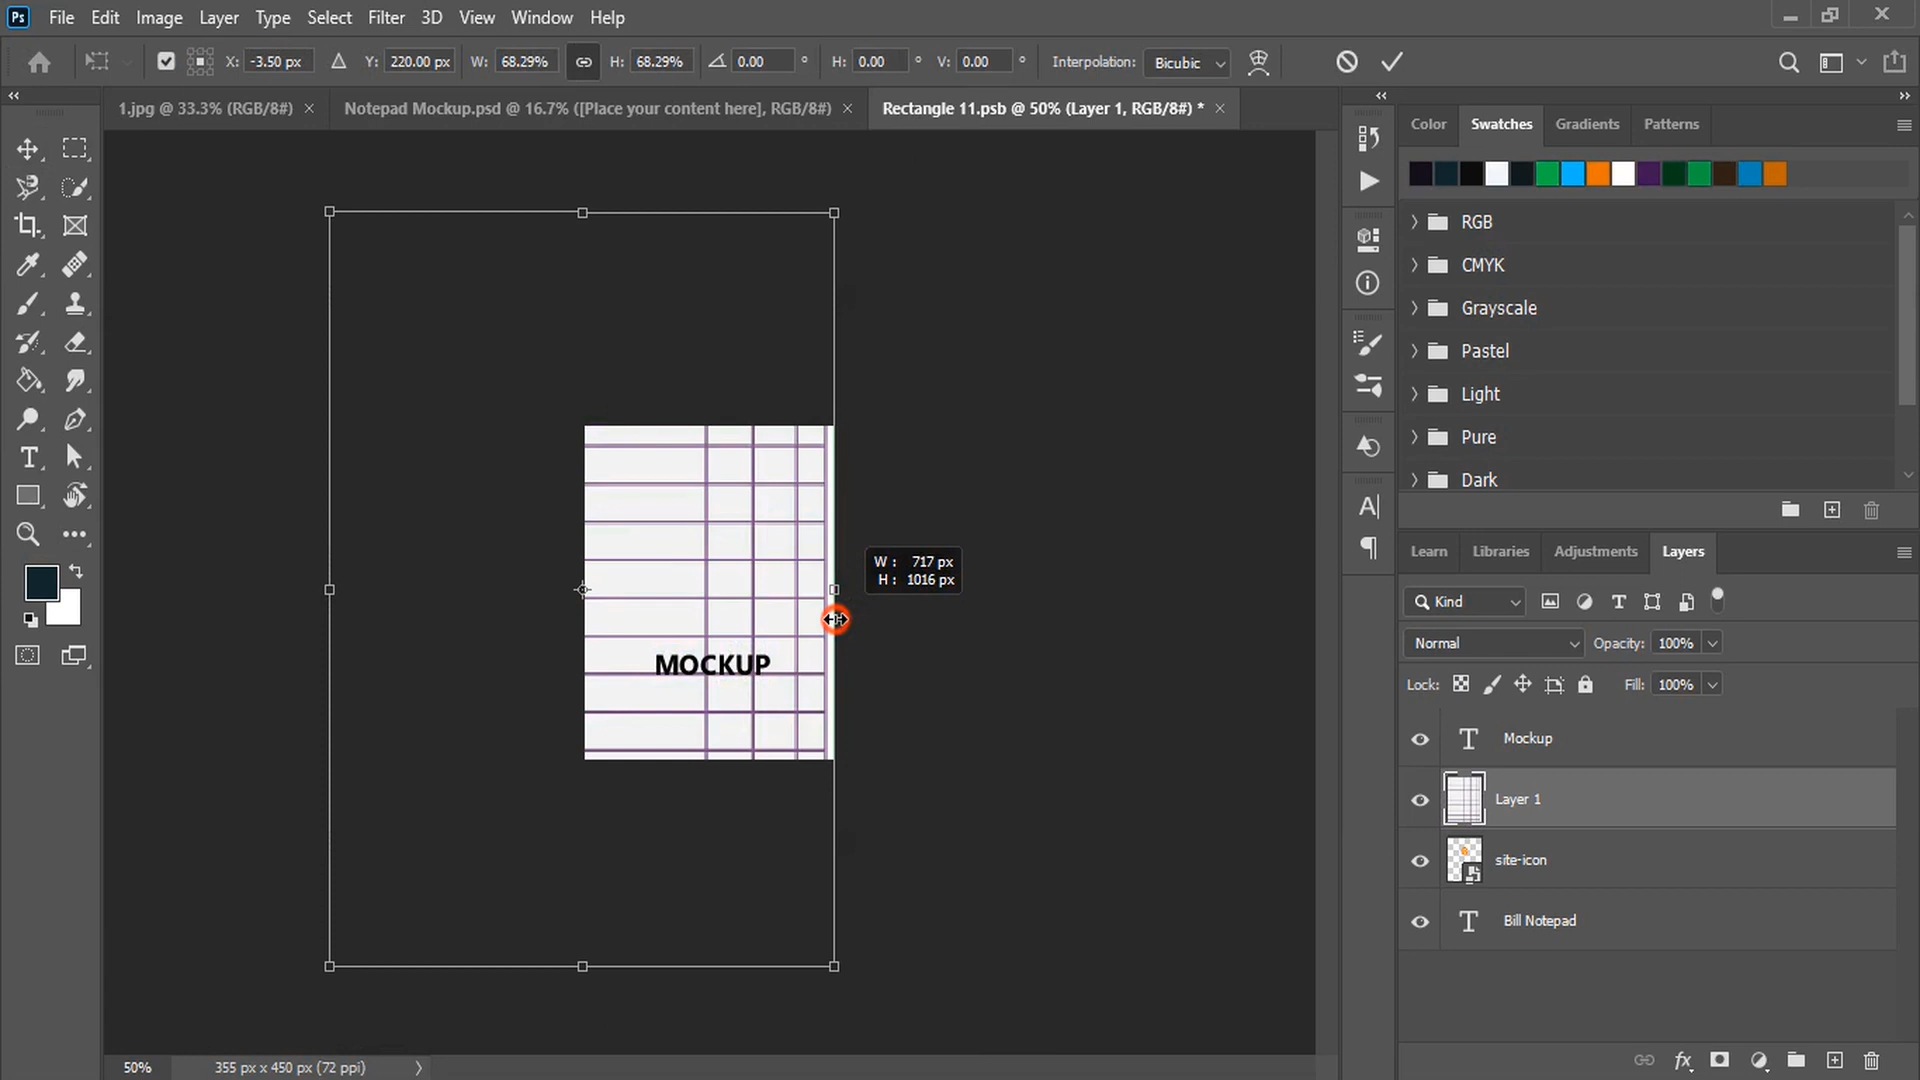 Ps File Edit Image Layer Type Select Filter 3D View Window Help
X: -3.50 px Y: 220.00 px W: 68.29% H: 68.29% 0.00 ° H: 0.00 ° V: 0.00 ° Interpolation: Bicubic
1.jpg @ 33.3% (RGB/8#) Notepad Mockup.psd @ 16.7% ([Place your content here], RGB/8#) Rectangle 11.psb @ 50% (Layer 1, RGB/8#) *
Color Swatches Gradients Patterns
RGB
CMYK
Grayscale
Pastel
Light
Pure
Dark
W : 717 px
H : 1016 px
MOCKUP
Learn Libraries Adjustments Layers
Kind
Normal Opacity: 100%
Lock: Fill: 100%
Mockup
Layer 1
site-icon
Bill Notepad
50% 355 px x 450 px (72 ppi)